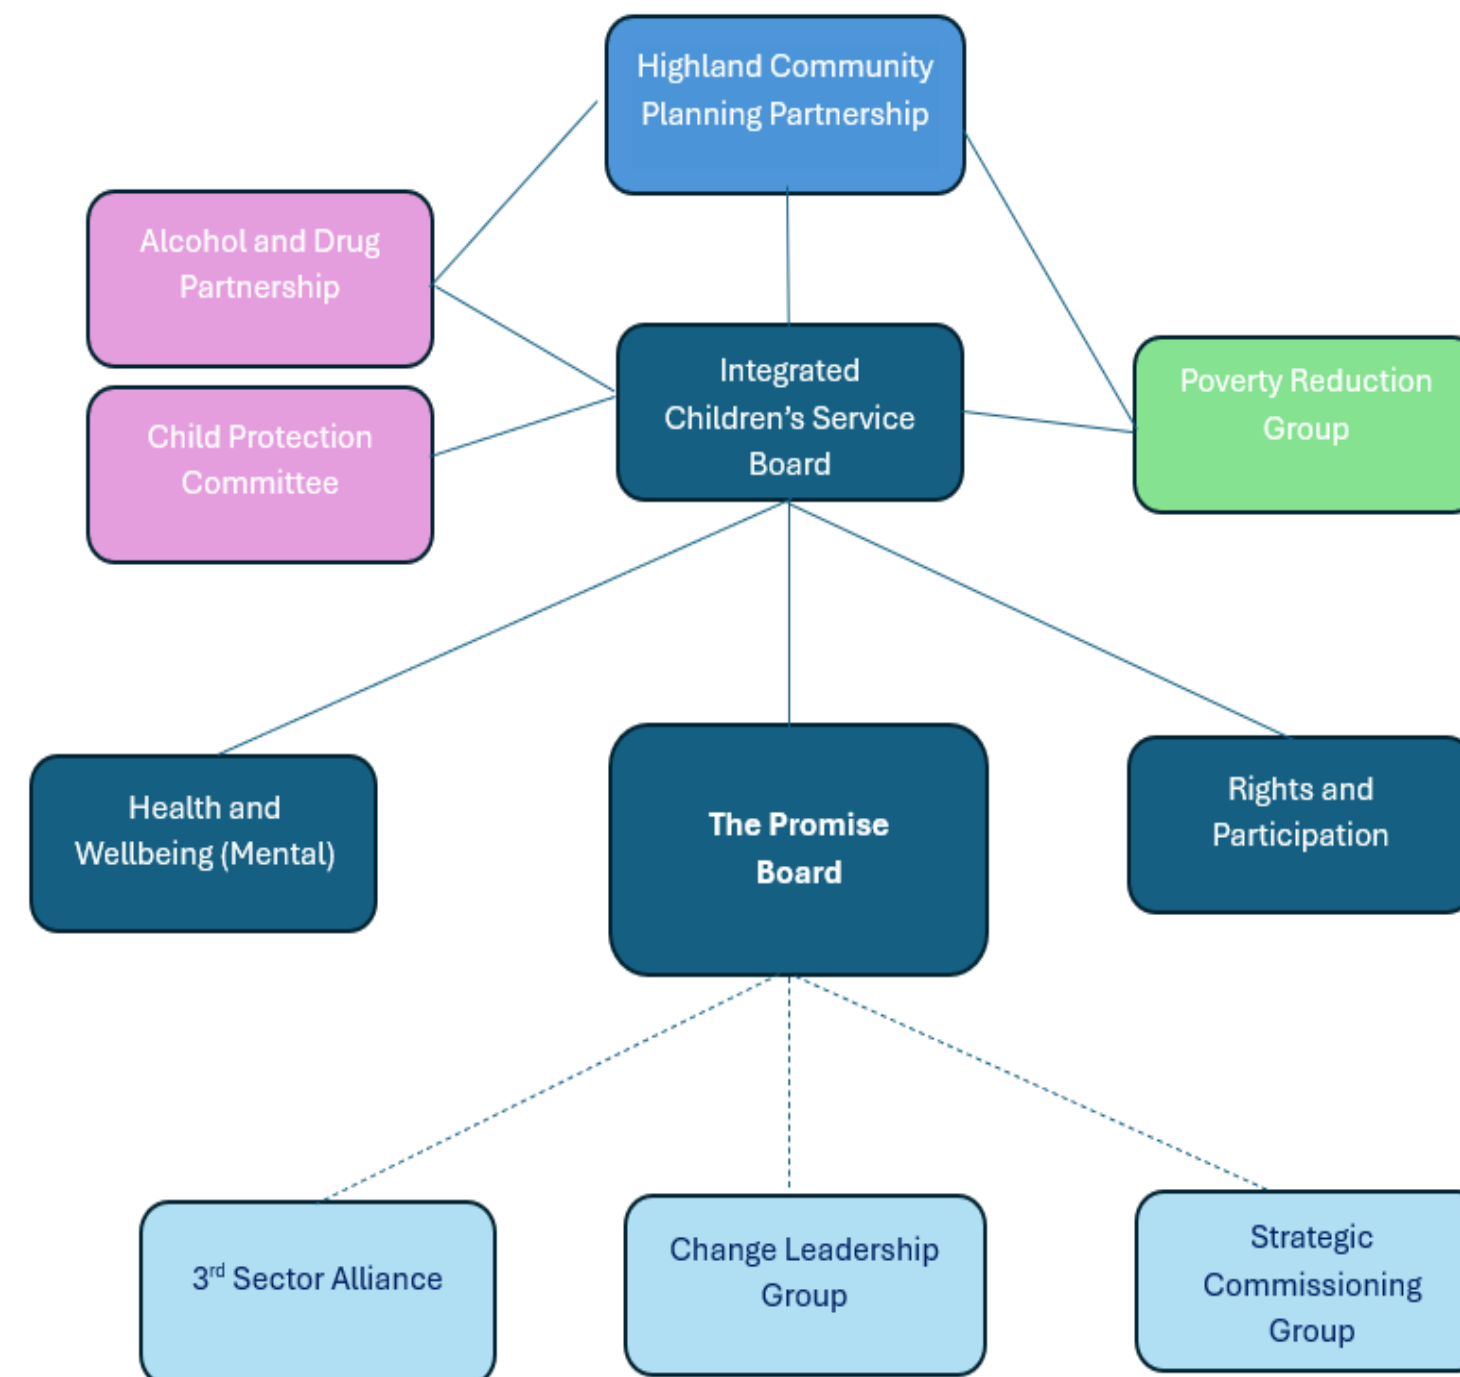 Highland Community
Planning Partnership
Alcohol and Drug
Partnership
Integrated
Children’s Service
Board
Poverty Reduction
Group
Child Protection
Committee
Health and
Wellbeing (Mental)
The Promise
Board
Rights and
Participation
3rd Sector Alliance
Change Leadership
Group
Strategic
Commissioning
Group